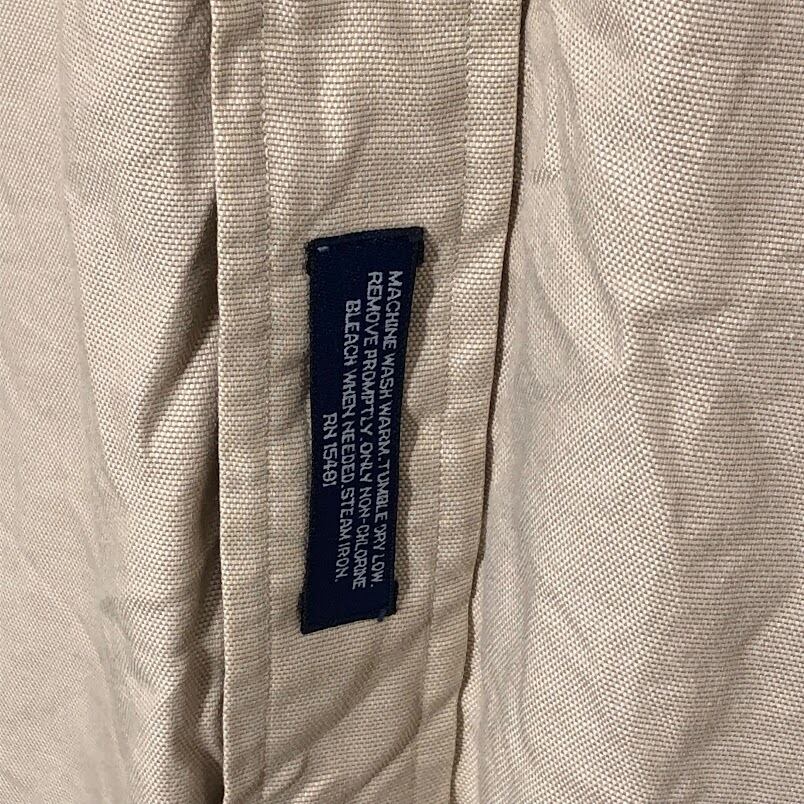 MACHINE WASH WARM. TUMBLE DRY LOW.
REMOVE PROMPTLY. ONLY NON-CHLORINE
BLEACH WHEN NEEDED. STEAM IRON.
RN 15481